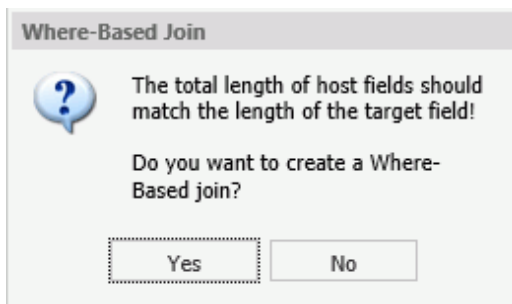 Where-Based Join
The total length of host fields should
match the length of the target field!
Do you want to create a Where-
Based join?
Yes
No